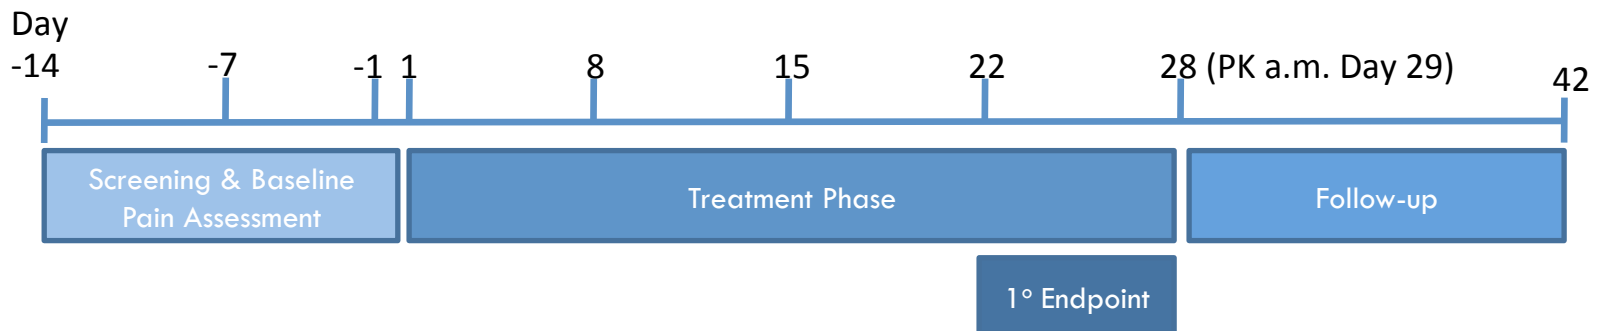 Day
-14 -7 -1 1 8 15 22 28 (PK a.m. Day 29) 42
Screening & Baseline
Pain Assessment
Treatment Phase
Follow-up
1° Endpoint